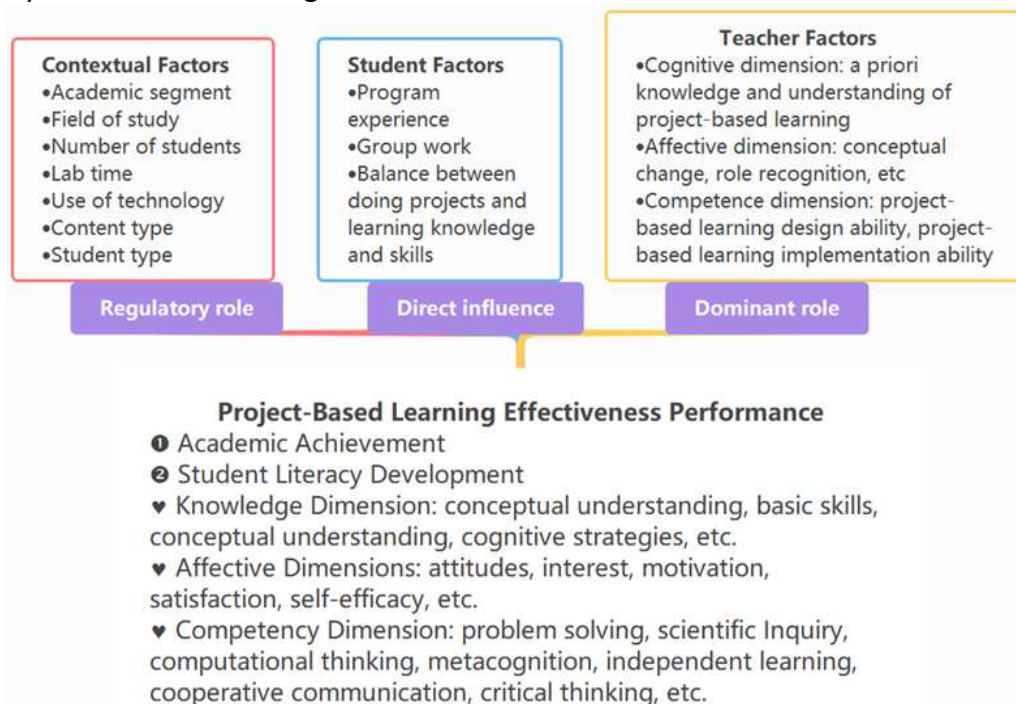 Contextual Factors
•Academic segment
•Field of study
•Number of students
•Lab time
•Use of technology
•Content type
•Student type
Regulatory role
Student Factors
•Program
experience
•Group work
•Balance between
doing projects and
learning knowledge
and skills
Direct influence
Teacher Factors
•Cognitive dimension: a priori
knowledge and understanding of
project-based learning
•Affective dimension: conceptual
change, role recognition, etc
•Competence dimension: project-
based learning design ability, project-
based learning implementation ability
Dominant role
Project-Based Learning Effectiveness Performance
❶ Academic Achievement
❷ Student Literacy Development
♥ Knowledge Dimension: conceptual understanding, basic skills,
conceptual understanding, cognitive strategies, etc.
♥ Affective Dimensions: attitudes, interest, motivation,
satisfaction, self-efficacy, etc.
♥ Competency Dimension: problem solving, scientific Inquiry,
computational thinking, metacognition, independent learning,
cooperative communication, critical thinking, etc.